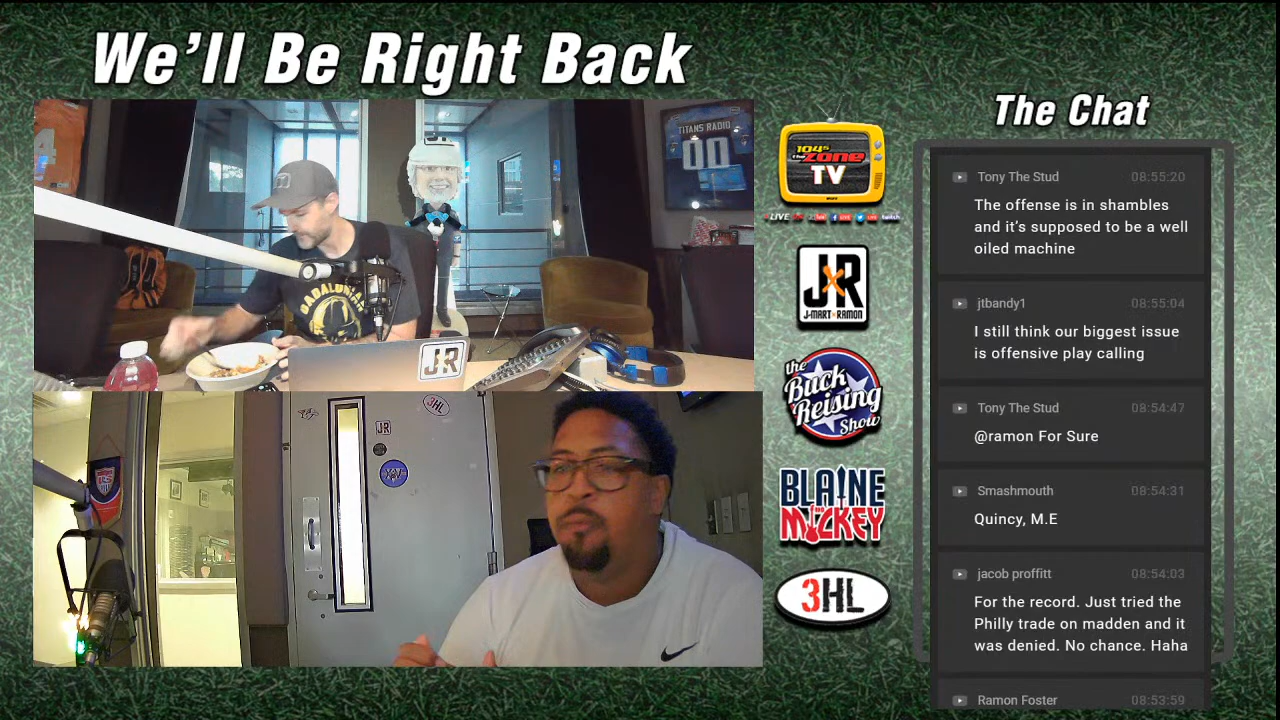 We'll Be Right Back
TITANS RADIO
00
JR
3HL
JR
The Chat
104.5
the ZONE
TV
LIVE
JXR
J-MART x RAMON
the
Buck
Reising
Show
BLAINE
MICKEY
3HL
Tony The Stud 08:55:20
The offense is in shambles
and it's supposed to be a well
oiled machine
jtbandy1 08:55:04
I still think our biggest issue
is offensive play calling
Tony The Stud 08:54:47
@ramon For Sure
Smashmouth 08:54:31
Quincy, M.E
jacob proffitt 08:54:03
For the record. Just tried the
Philly trade on madden and it
was denied. No chance. Haha
Ramon Foster 08:53:59